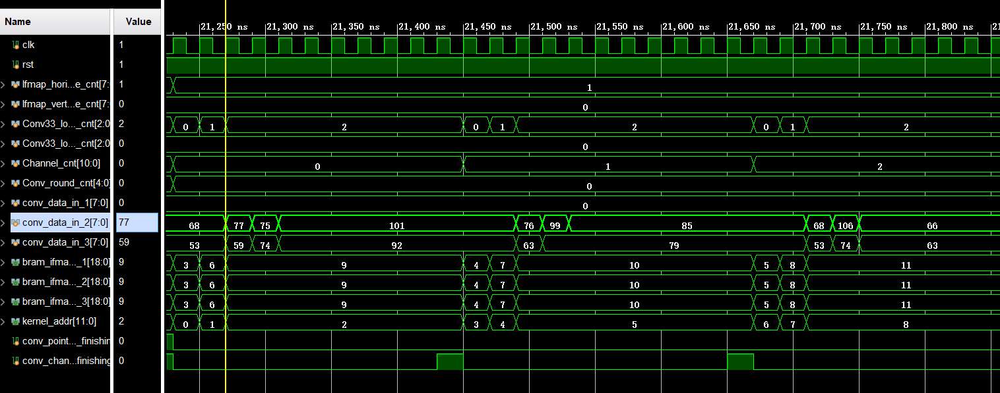 Name Value
21,250 ns 21,300 ns 21,350 ns 21,400 ns 21,450 ns 21,500 ns 21,550 ns 21,600 ns 21,650 ns 21,700 ns 21,750 ns 21,800 ns 21
clk 1
rst 1
Ifmap_hori...e_cnt[7: 1 1
Ifmap_vert...e_cnt[7: 0 0
Conv33_lo..._cnt[2:0 2 0 1 2 0 1 2 0 1 2
Conv33_lo..._cnt[2:0 0 0
Channel_cnt[10:0] 0 0 1 2
Conv_round_cnt[4:0] 0 0
conv_data_in_1[7:0] 0 0
conv_data_in_2[7:0] 77 68 77 75 101 76 99 85 68 106 66
conv_data_in_3[7:0] 59 53 59 74 92 63 79 53 74 63
bram_ifma..._1[18:0] 9 3 6 9 4 7 10 5 8 11
bram_ifma..._2[18:0] 9 3 6 9 4 7 10 5 8 11
bram_ifma..._3[18:0] 9 3 6 9 4 7 10 5 8 11
kernel_addr[11:0] 2 0 1 2 3 4 5 6 7 8
conv_point..._finishin 0
conv_chan...finishing 0